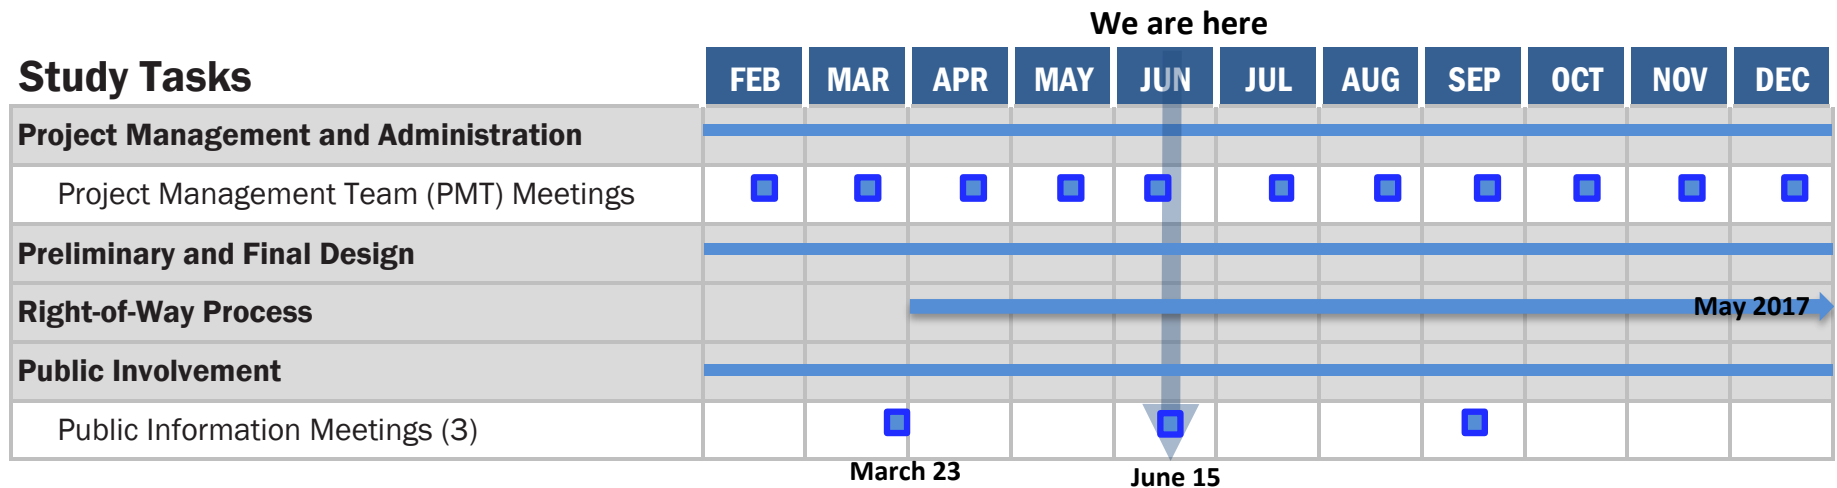 We are here
Study Tasks FEB MAR APR MAY JUN JUL AUG SEP OCT NOV DEC
Project Management and Administration
Project Management Team (PMT) Meetings
Preliminary and Final Design
Right-of-Way Process May 2017
Public Involvement
Public Information Meetings (3)
March 23 June 15